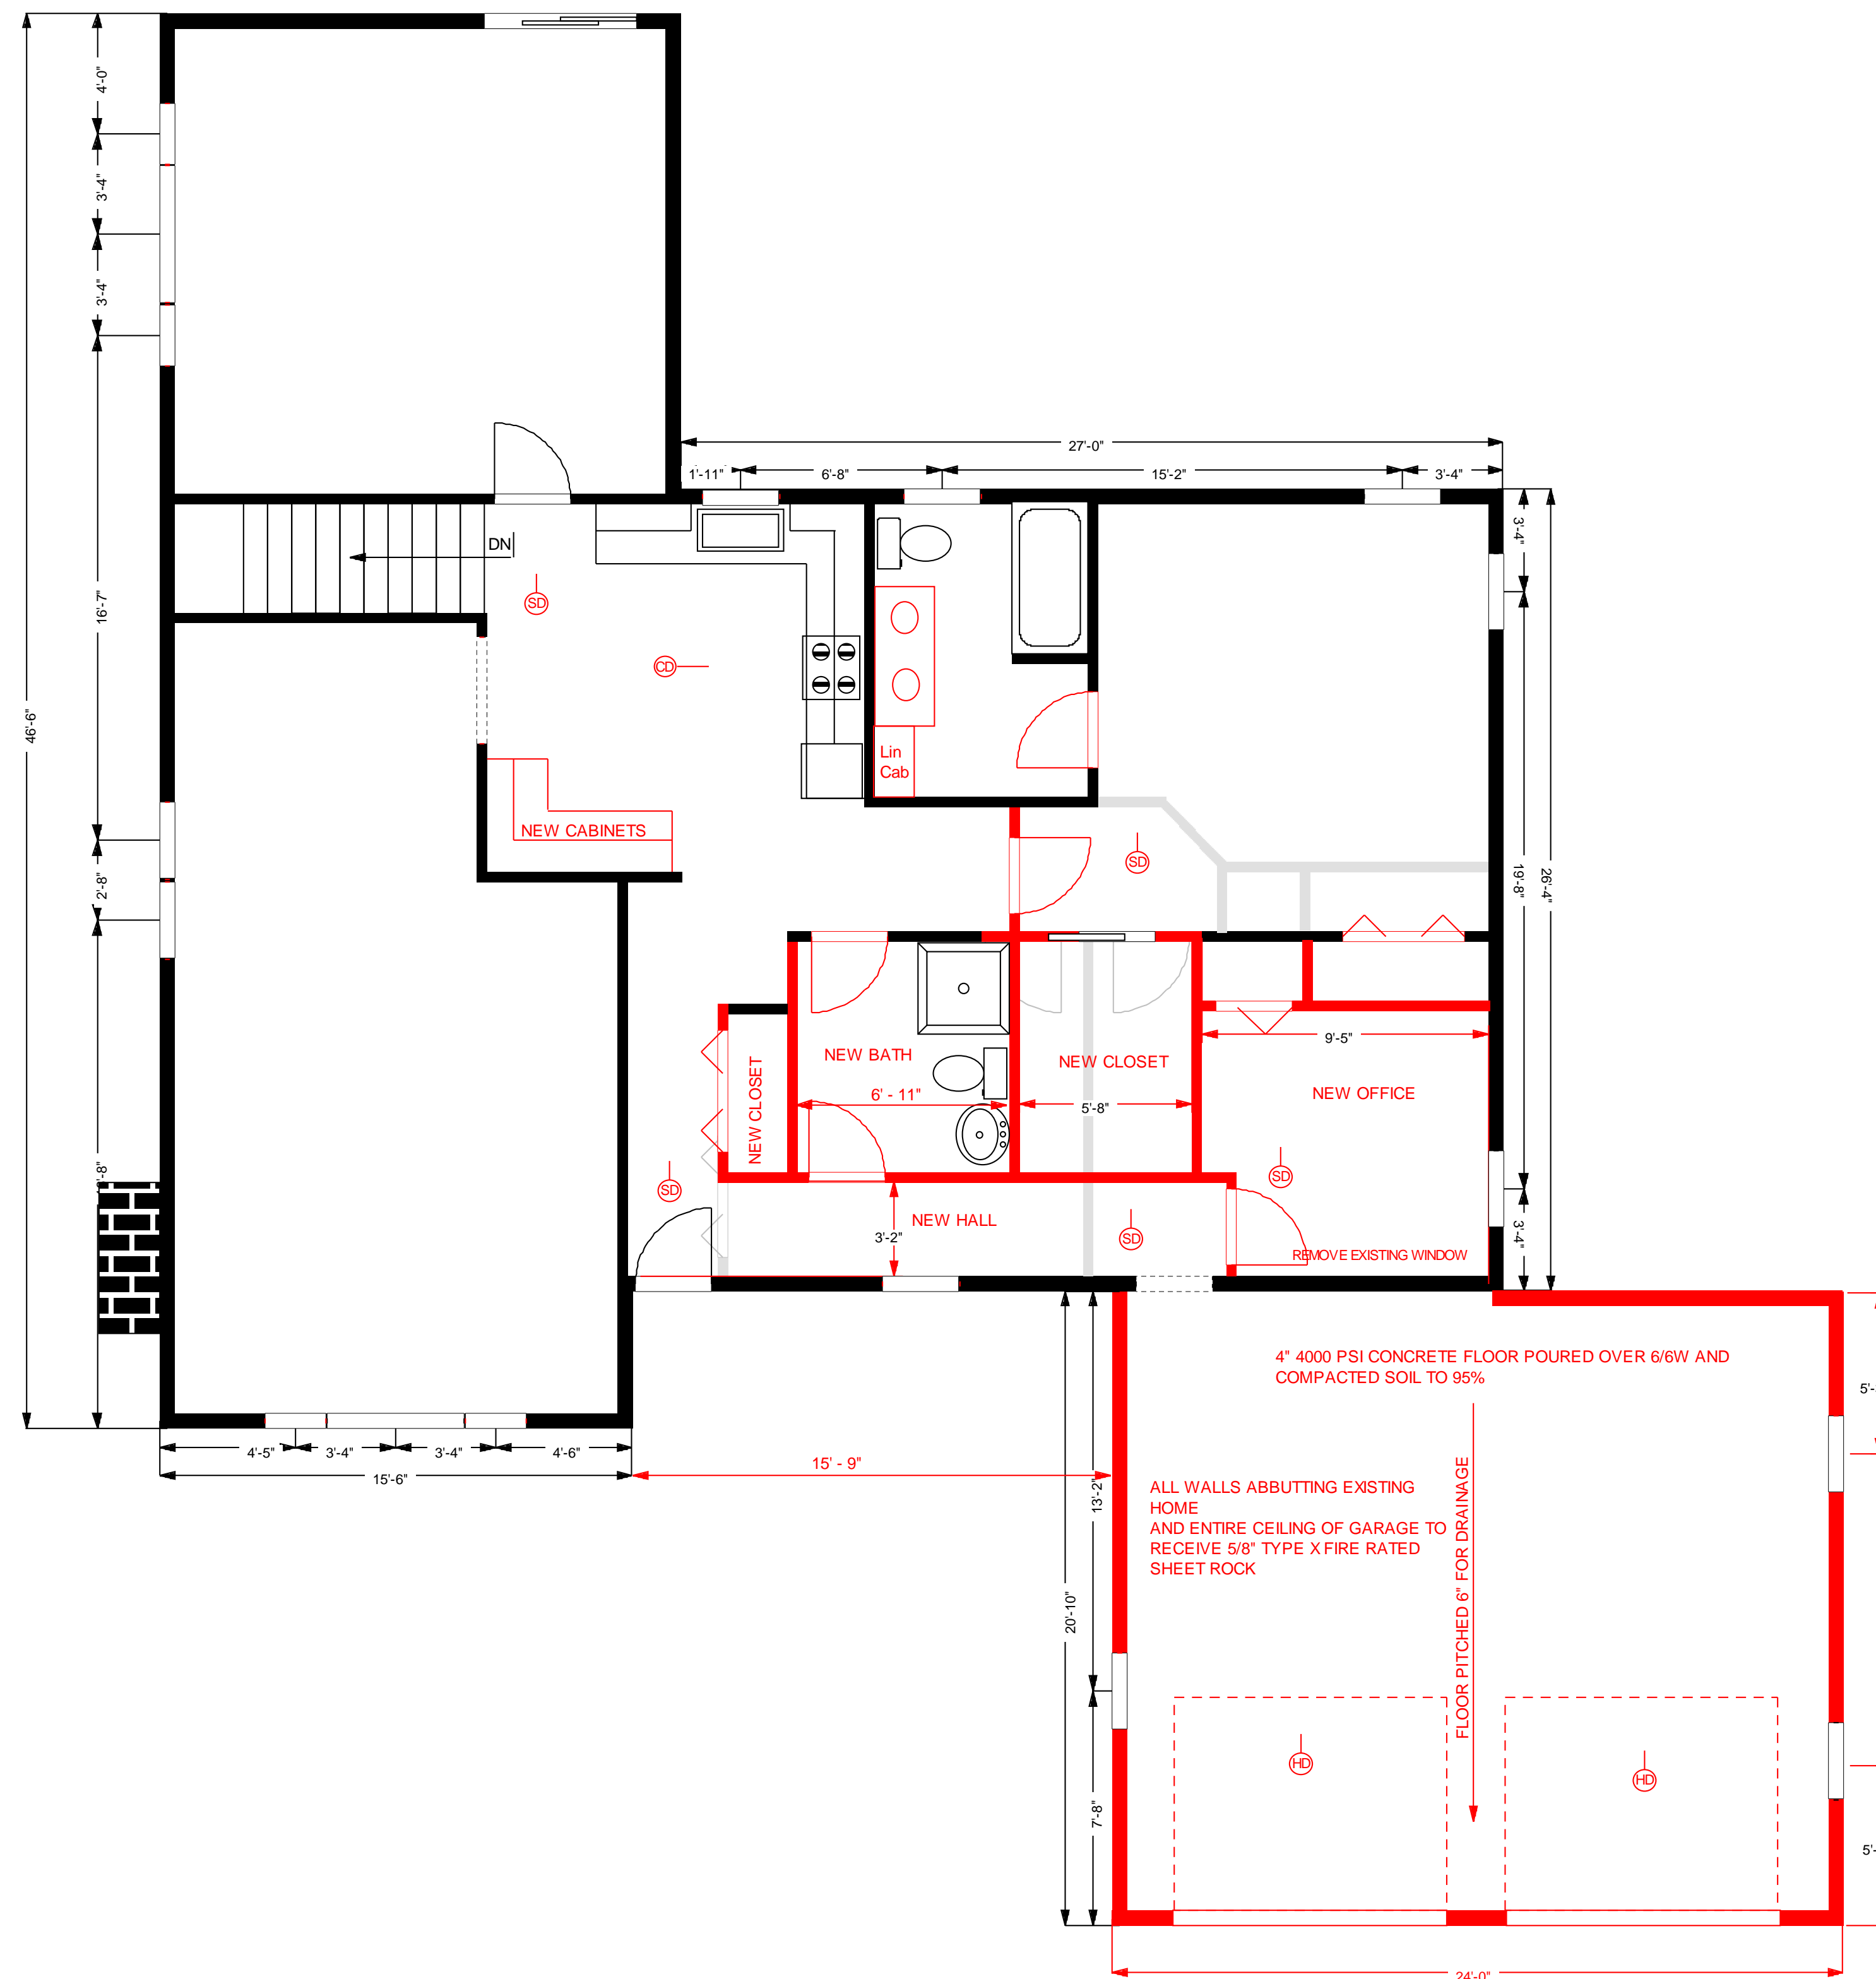 4'-0"
3'-4"
3'-4"
27'-0"
1'-11"
6'-8"
15'-2"
3'-4"
3'-4"
DN
SD
16'-7"
CD
46'-6"
Lin
Cab
NEW CABINETS
SD
2'-8"
19'-8"
26'-4"
9'-5"
NEW BATH
NEW CLOSET
NEW CLOSET
NEW OFFICE
6' - 11"
5'-8"
SD
SD
NEW HALL
3'-2"
SD
3'-4"
REMOVE EXISTING WINDOW
4" 4000 PSI CONCRETE FLOOR POURED OVER 6/6W AND
COMPACTED SOIL TO 95%
4'-5"
3'-4"
3'-4"
4'-6"
15'-6"
15' - 9"
13'-2"
ALL WALLS ABBUTTING EXISTING
HOME
AND ENTIRE CEILING OF GARAGE TO
RECEIVE 5/8" TYPE X FIRE RATED
SHEET ROCK
FLOOR PITCHED 6" FOR DRAINAGE
20'-10"
HD
HD
7'-8"
24'-0"